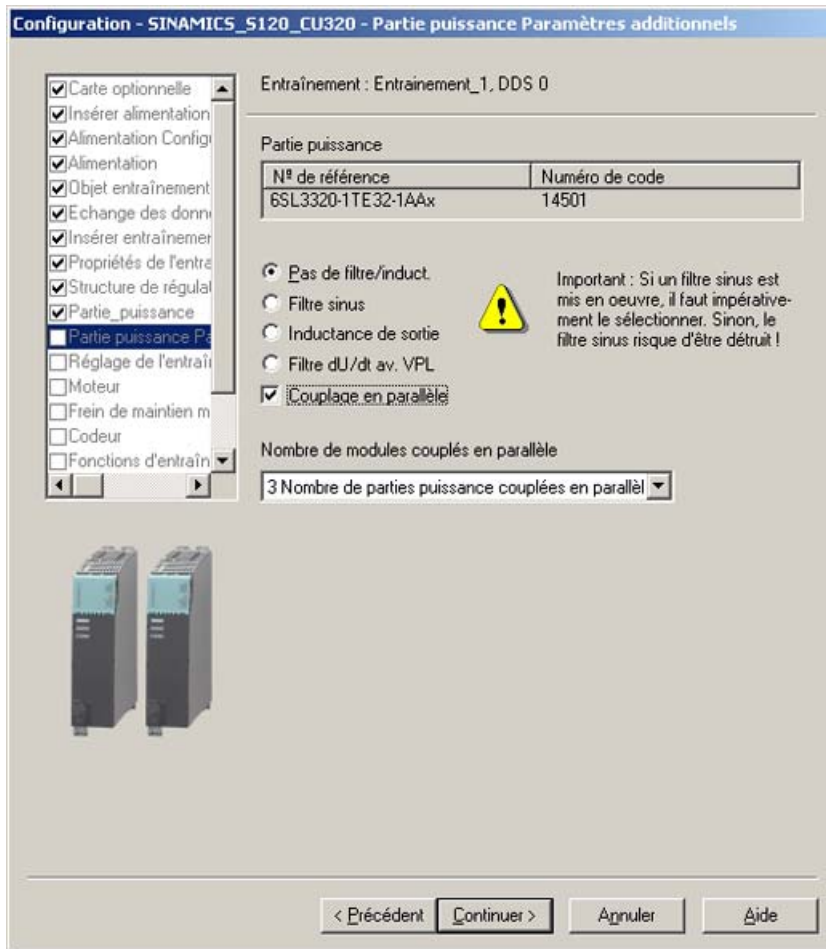 Configuration - SINAMICS_S120_CU320 - Partie puissance Paramètres additionnels
Carte optionnelle
Insérer alimentation
Alimentation Config
Alimentation
Objet entraînement
Echange des donn
Insérer entraînemer
Propriétés de l'entra
Structure de régulat
Partie_puissance
Partie puissance Pa
Réglage de l'entraîn
Moteur
Frein de maintien m
Codeur
Fonctions d'entraîn
Entraînement : Entrainement_1, DDS 0
Partie puissance
Nº de référence Numéro de code
6SL3320-1TE32-1AAx 14501
Pas de filtre/induct.
Filtre sinus
Inductance de sortie
Filtre dU/dt av. VPL
Couplage en parallèle
Important : Si un filtre sinus est
mis en oeuvre, il faut impérative-
ment le sélectionner. Sinon, le
filtre sinus risque d'être détruit !
Nombre de modules couplés en parallèle
3 Nombre de parties puissance couplées en parallèl
< Précédent Continuer > Annuler Aide